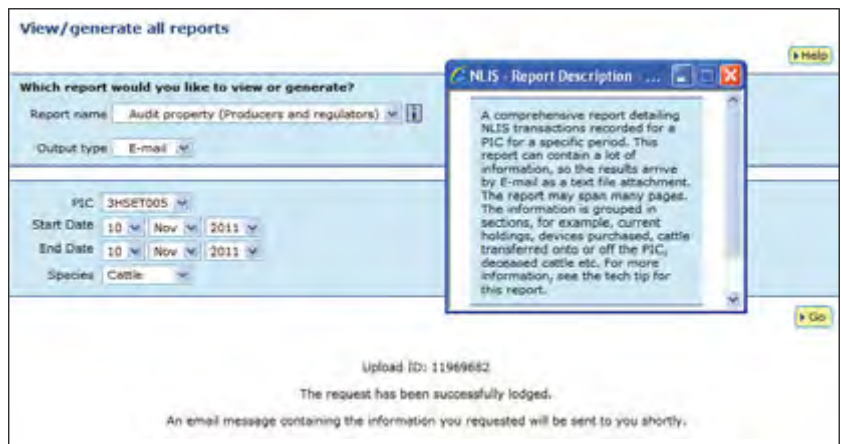 View/generate all reports
Help
Which report would you like to view or generate?
Report name Audit property (Producers and regulators)
Output type E-mail
PIC 3HSET005
Start Date 10 Nov 2011
End Date 10 Nov 2011
Species Cattle
NLIS - Report Description - ...
A comprehensive report detailing
NLIS transactions recorded for a
PIC for a specific period. This
report can contain a lot of
information, so the results arrive
by E-mail as a text file attachment.
The report may span many pages.
The information is grouped in
sections, for example, current
holdings, devices purchased, cattle
transferred onto or off the PIC,
deceased cattle etc. For more
information, see the tech tip for
this report.
Go
Upload ID: 11969682
The request has been successfully lodged.
An email message containing the information you requested will be sent to you shortly.